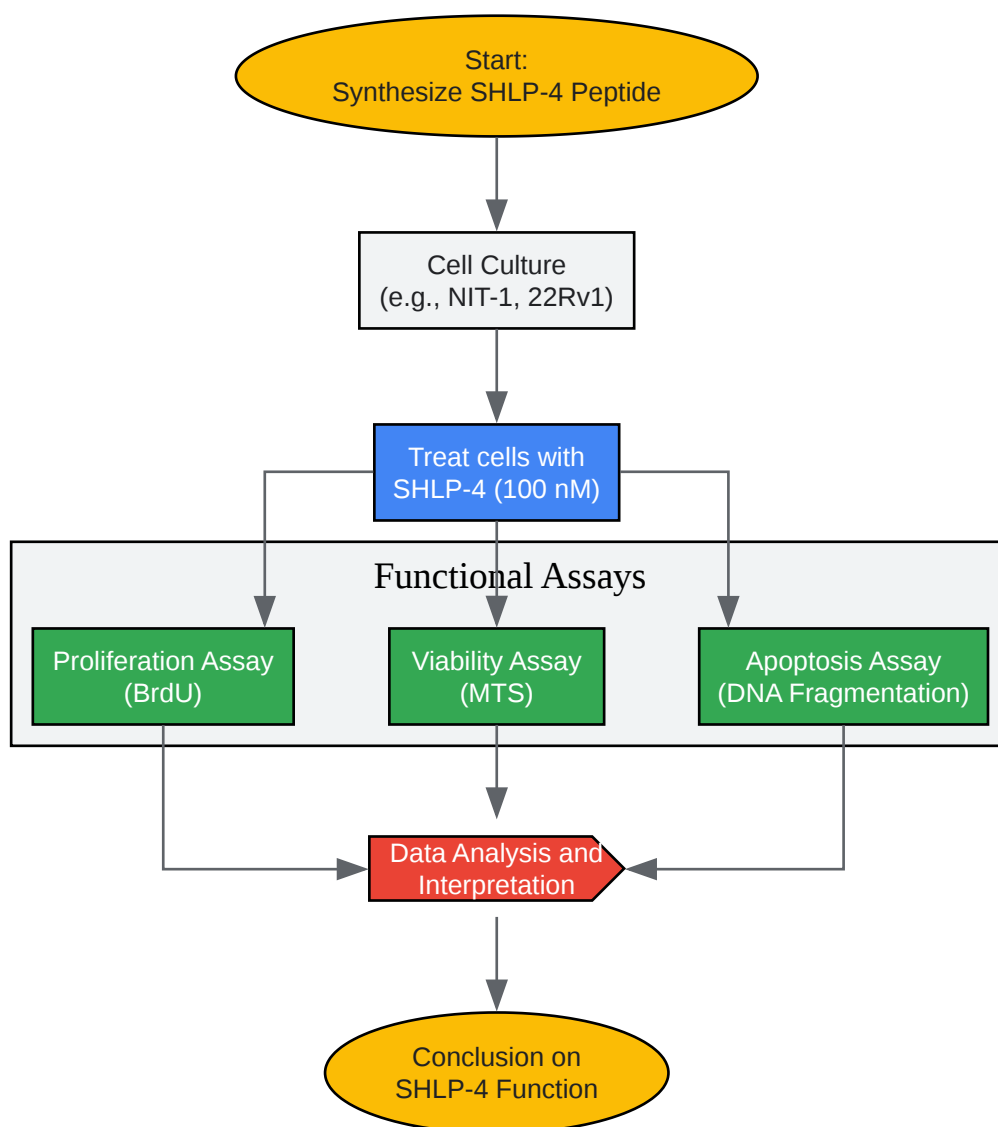 Start:
Synthesize SHLP-4 Peptide
Cell Culture
(e.g., NIT-1, 22Rv1)
Treat cells with
SHLP-4 (100 nM)
Functional Assays
Proliferation Assay
(BrdU)
Viability Assay
(MTS)
Apoptosis Assay
(DNA Fragmentation)
Data Analysis and
Interpretation
Conclusion on
SHLP-4 Function